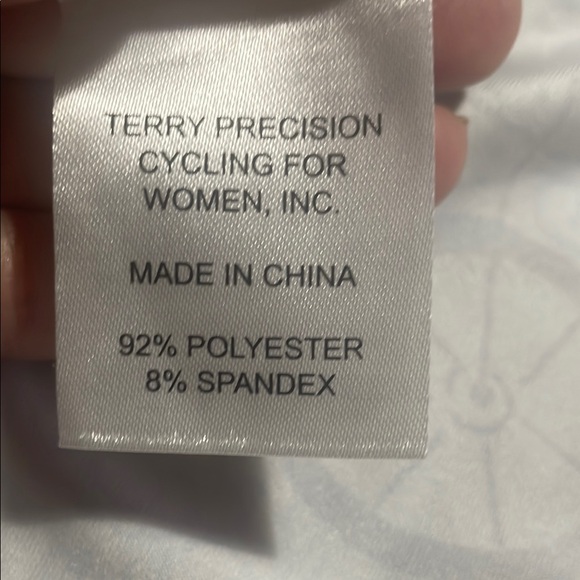 TERRY PRECISION
CYCLING FOR
WOMEN, INC.
MADE IN CHINA
92% POLYESTER
8% SPANDEX